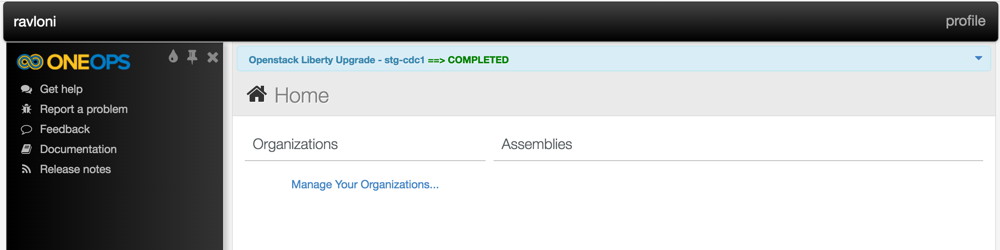 ravloni
profile
ONEOPS
Get help
Report a problem
Feedback
Documentation
Release notes
Openstack Liberty Upgrade - stg-cdc1 ==> COMPLETED
Home
Organizations
Manage Your Organizations...
Assemblies